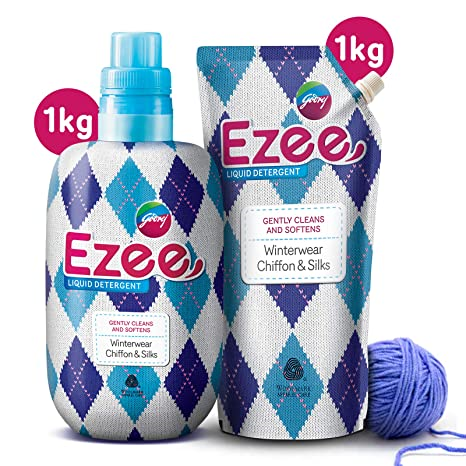 1kg
1kg
Godrej
Ezee
LIQUID DETERGENT
GENTLY CLEANS
AND SOFTENS
Winterwear
Chiffon & Silks
Godrej
Ezee
LIQUID DETERGENT
GENTLY CLEANS
AND SOFTENS
Winterwear
Chiffon & Silks